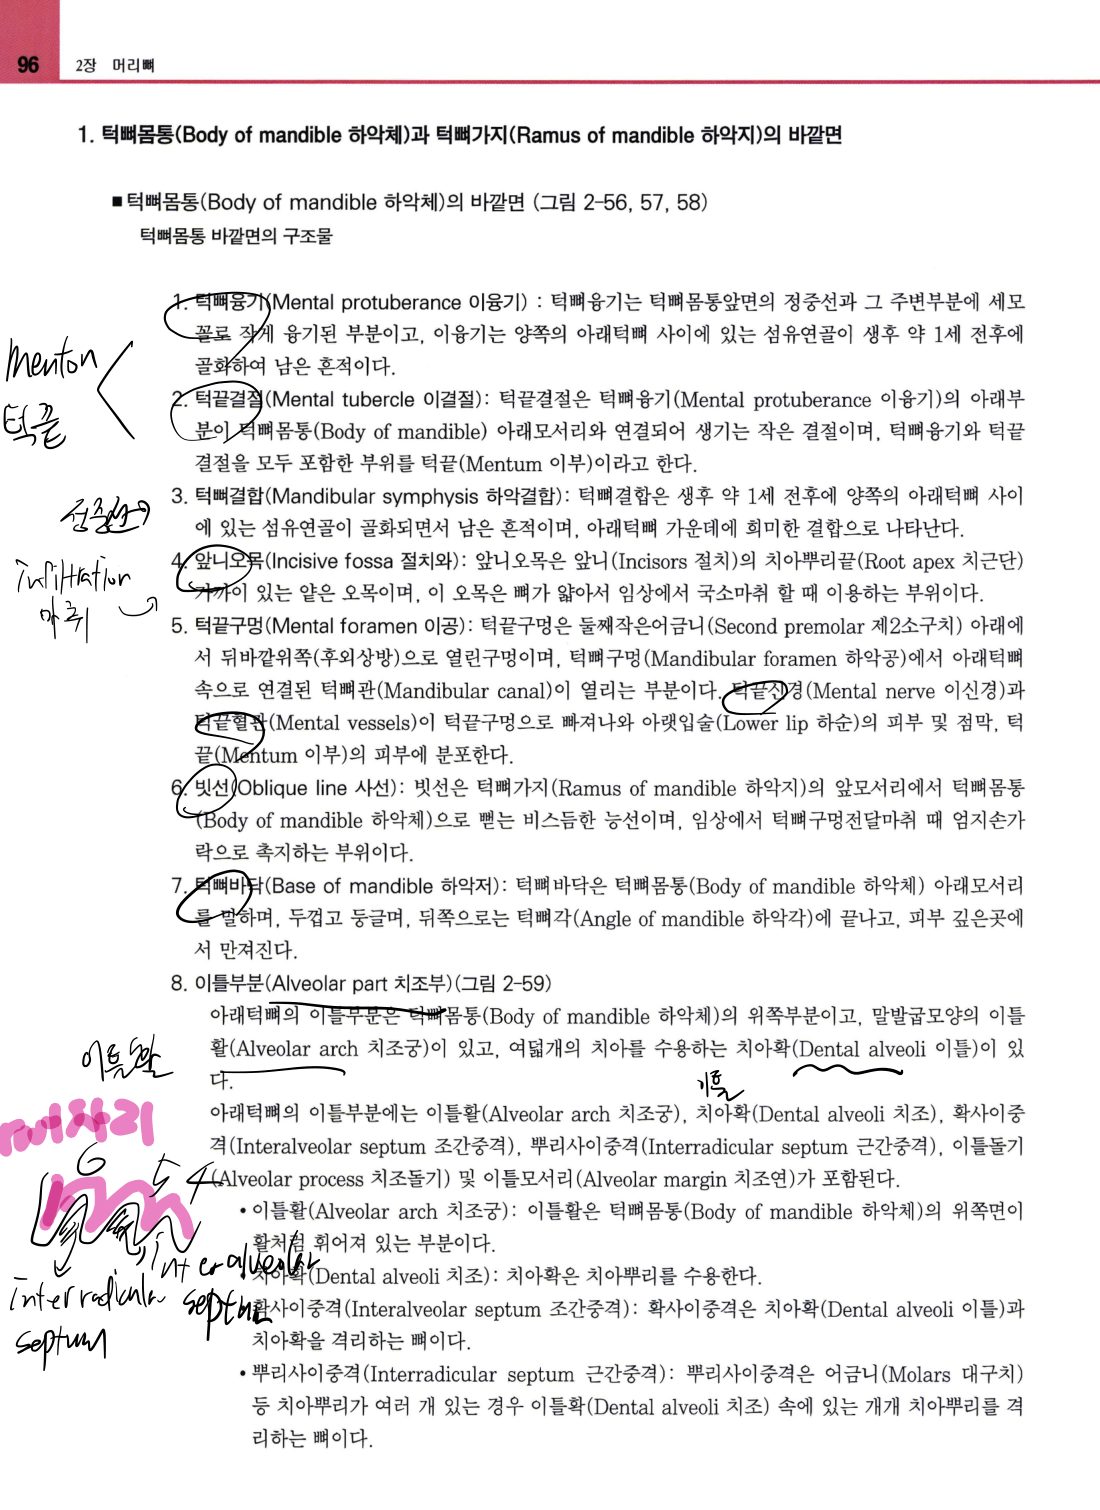 96 2장 머리뼈
1. 턱뼈몸통(Body of mandible 하악체)과 턱뼈가지(Ramus of mandible 하악지)의 바깥면
■ 턱뼈몸통(Body of mandible 하악체)의 바깥면 (그림 2-56, 57, 58)
턱뼈몸통 바깥면의 구조물
1. 턱뼈융기(Mental protuberance 이융기) : 턱뼈융기는 턱뼈몸통앞면의 정중선과 그 주변부분에 세모
꼴로 작게 융기된 부분이고, 이융기는 양쪽의 아래턱뼈 사이에 있는 섬유연골이 생후 약 1세 전후에
골화하여 남은 흔적이다.
menton
턱끝
2. 턱끝결절(Mental tubercle 이결절): 턱끝결절은 턱뼈융기(Mental protuberance 이융기)의 아래부
분이 턱뼈몸통(Body of mandible) 아래모서리와 연결되어 생기는 작은 결절이며, 턱뼈융기와 턱끝
결절을 모두 포함한 부위를 턱끝(Mentum 이부)이라고 한다.
정중선
3. 턱뼈결합(Mandibular symphysis 하악결합): 턱뼈결합은 생후 약 1세 전후에 양쪽의 아래턱뼈 사이
에 있는 섬유연골이 골화되면서 남은 흔적이며, 아래턱뼈 가운데에 희미한 결합으로 나타난다.
infiltration
마취
4. 앞니오목(Incisive fossa 절치와): 앞니오목은 앞니(Incisors 절치)의 치아뿌리끝(Root apex 치근단)
가까이 있는 얕은 오목이며, 이 오목은 뼈가 얇아서 임상에서 국소마취 할 때 이용하는 부위이다.
5. 턱끝구멍(Mental foramen 이공): 턱끝구멍은 둘째작은어금니(Second premolar 제2소구치) 아래에
서 뒤바깥위쪽(후외상방)으로 열린구멍이며, 턱뼈구멍(Mandibular foramen 하악공)에서 아래턱뼈
속으로 연결된 턱뼈관(Mandibular canal)이 열리는 부분이다. 턱끝신경(Mental nerve 이신경)과
턱끝혈관(Mental vessels)이 턱끝구멍으로 빠져나와 아랫입술(Lower lip 하순)의 피부 및 점막, 턱
끝(Mentum 이부)의 피부에 분포한다.
6. 빗선(Oblique line 사선): 빗선은 턱뼈가지(Ramus of mandible 하악지)의 앞모서리에서 턱뼈몸통
(Body of mandible 하악체)으로 뻗는 비스듬한 능선이며, 임상에서 턱뼈구멍전달마취 때 엄지손가
락으로 촉지하는 부위이다.
7. 턱뼈바닥(Base of mandible 하악저): 턱뼈바닥은 턱뼈몸통(Body of mandible 하악체) 아래모서리
를 말하며, 두껍고 둥글며, 뒤쪽으로는 턱뼈각(Angle of mandible 하악각)에 끝나고, 피부 깊은곳에
서 만져진다.
8. 이틀부분(Alveolar part 치조부)(그림 2-59)
아래턱뼈의 이틀부분은 턱뼈몸통(Body of mandible 하악체)의 위쪽부분이고, 말발굽모양의 이틀
활(Alveolar arch 치조궁)이 있고, 여덟개의 치아를 수용하는 치아확(Dental alveoli 이틀)이 있
다.
이틀활
이틀
아래턱뼈의 이틀부분에는 이틀활(Alveolar arch 치조궁), 치아확(Dental alveoli 치조), 확사이중
격(Interalveolar septum 조간중격), 뿌리사이중격(Interradicular septum 근간중격), 이틀돌기
(Alveolar process 치조돌기) 및 이틀모서리(Alveolar margin 치조연)가 포함된다.
6 5 4
• 이틀활(Alveolar arch 치조궁): 이틀활은 턱뼈몸통(Body of mandible 하악체)의 위쪽면이
활처럼 휘어져 있는 부분이다.
치아확(Dental alveoli 치조): 치아확은 치아뿌리를 수용한다.
확사이중격(Interalveolar septum 조간중격): 확사이중격은 치아확(Dental alveoli 이틀)과
치아확을 격리하는 뼈이다.
interalveolar
septum
interradicular
septum
• 뿌리사이중격(Interradicular septum 근간중격): 뿌리사이중격은 어금니(Molars 대구치)
등 치아뿌리가 여러 개 있는 경우 이틀확(Dental alveoli 치조) 속에 있는 개개 치아뿌리를 격
리하는 뼈이다.